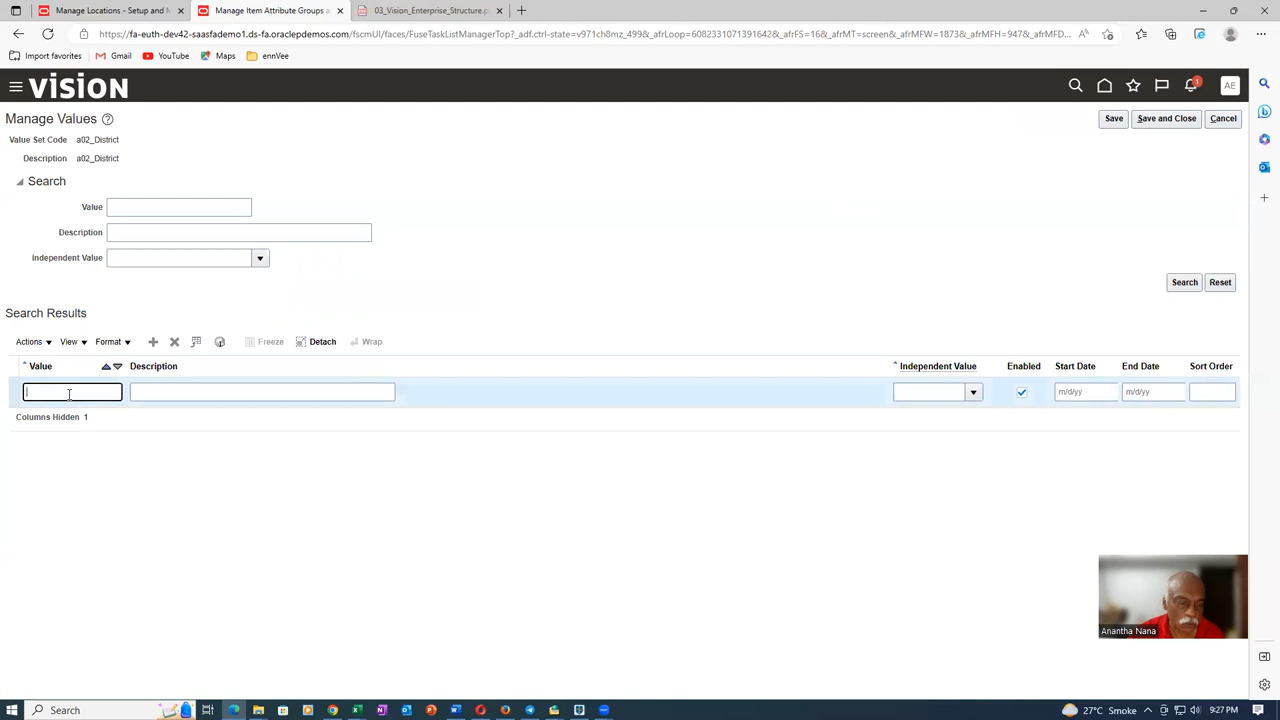 Manage Locations - Setup and M
Manage Item Attribute Groups a
03_Vision_Enterprise_Structure.p
https://fa-euth-dev42-saasfademo1.ds-fa.oraclepdemos.com/fscmUI/faces/FuseTaskListManagerTop?_adf.ctrl-state=v971ch8mz_499&_afrLoop=60823310713916428&_afrFS=16&_afrMT=screen&_afrMFW=1873&_afrMFH=947&_afrMFD...
Import favorites
Gmail
YouTube
Maps
ennVee
VISION
1
AE
Manage Values
Save
Save and Close
Cancel
Value Set Code a02_District
Description a02_District
Search
Value
Description
Independent Value
Search
Reset
Search Results
Actions
View
Format
Freeze
Detach
Wrap
Value
Description
Independent Value
Enabled
Start Date
End Date
Sort Order
m/d/yy
m/d/yy
Columns Hidden 1
Anantha Nana
Search
27°C Smoke
9:27 PM